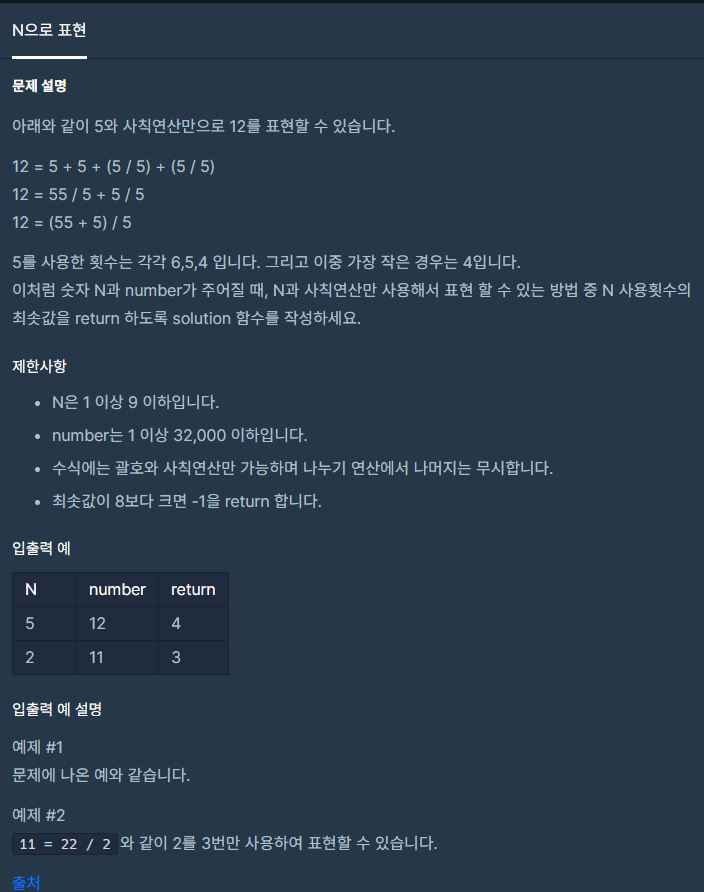 N으로 표현
문제 설명
아래와 같이 5와 사칙연산만으로 12를 표현할 수 있습니다.
12 = 5 + 5 + (5 / 5) + (5 / 5)
12 = 55 / 5 + 5 / 5
12 = (55 + 5) / 5
5를 사용한 횟수는 각각 6,5,4 입니다. 그리고 이중 가장 작은 경우는 4입니다.
이처럼 숫자 N과 number가 주어질 때, N과 사칙연산만 사용해서 표현 할 수 있는 방법 중 N 사용횟수의
최솟값을 return 하도록 solution 함수를 작성하세요.
제한사항
• N은 1 이상 9 이하입니다.
• number는 1 이상 32,000 이하입니다.
• 수식에는 괄호와 사칙연산만 가능하며 나누기 연산에서 나머지는 무시합니다.
• 최솟값이 8보다 크면 -1을 return 합니다.
입출력 예
N number return
5 12 4
2 11 3
입출력 예 설명
예제 #1
문제에 나온 예와 같습니다.
예제 #2
11 = 22 / 2 와 같이 2를 3번만 사용하여 표현할 수 있습니다.
출처